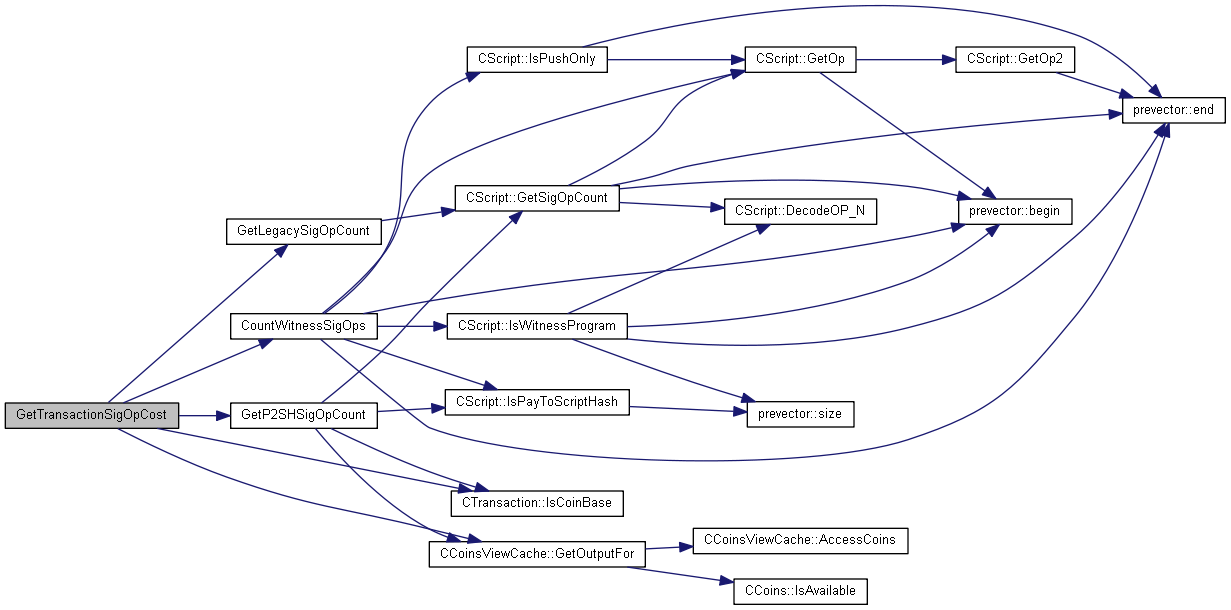 CScript::IsPushOnly
CScript::GetOp
CScript::GetOp2
prevector::end
CScript::GetSigOpCount
CScript::DecodeOP_N
prevector::begin
GetLegacySigOpCount
CountWitnessSigOps
CScript::IsWitnessProgram
GetTransactionSigOpCost
GetP2SHSigOpCount
CScript::IsPayToScriptHash
prevector::size
CTransaction::IsCoinBase
CCoinsViewCache::GetOutputFor
CCoinsViewCache::AccessCoins
CCoins::IsAvailable